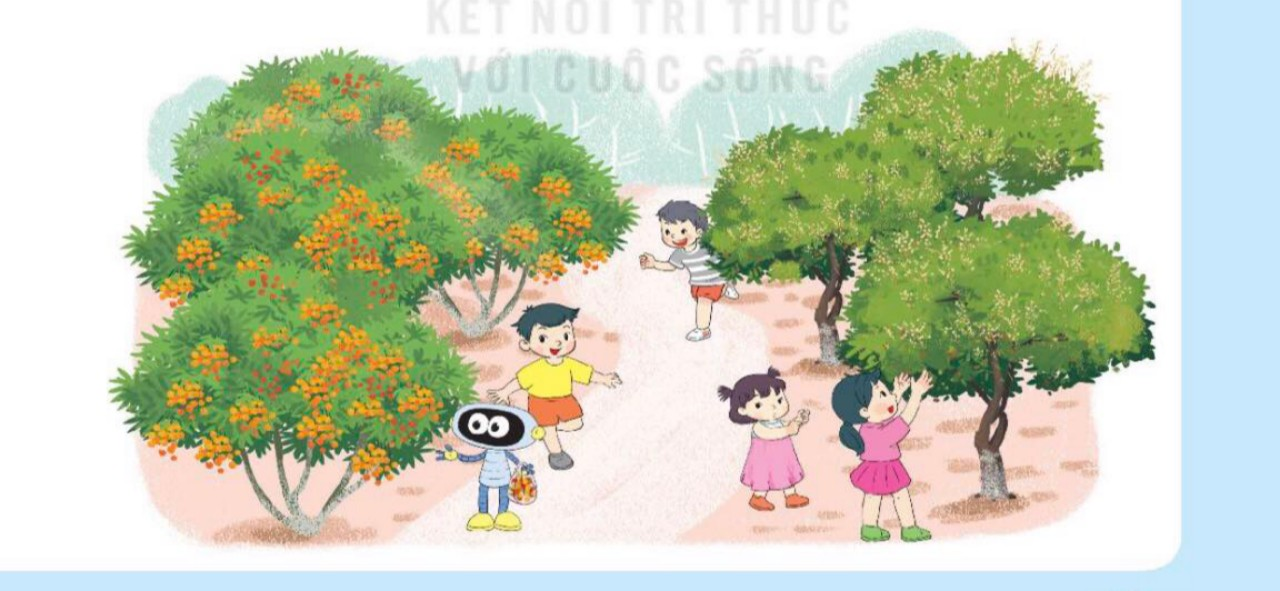 KẾT NỐI TRI THỨC
VỚI CUỘC SỐNG